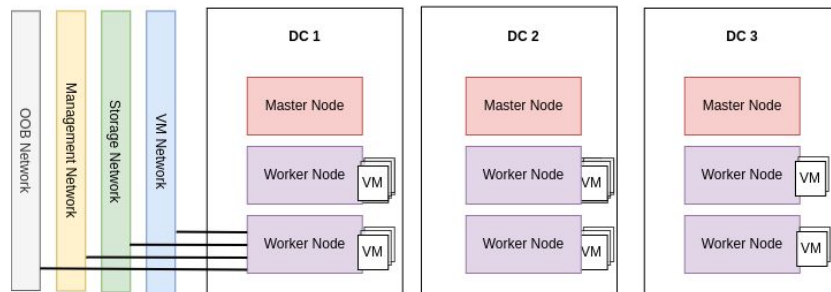 OOB Network
Management Network
Storage Network
VM Network
DC 1
Master Node
Worker Node
VM
Worker Node
VM
DC 2
Master Node
Worker Node
VM
Worker Node
VM
DC 3
Master Node
Worker Node
VM
Worker Node
VM